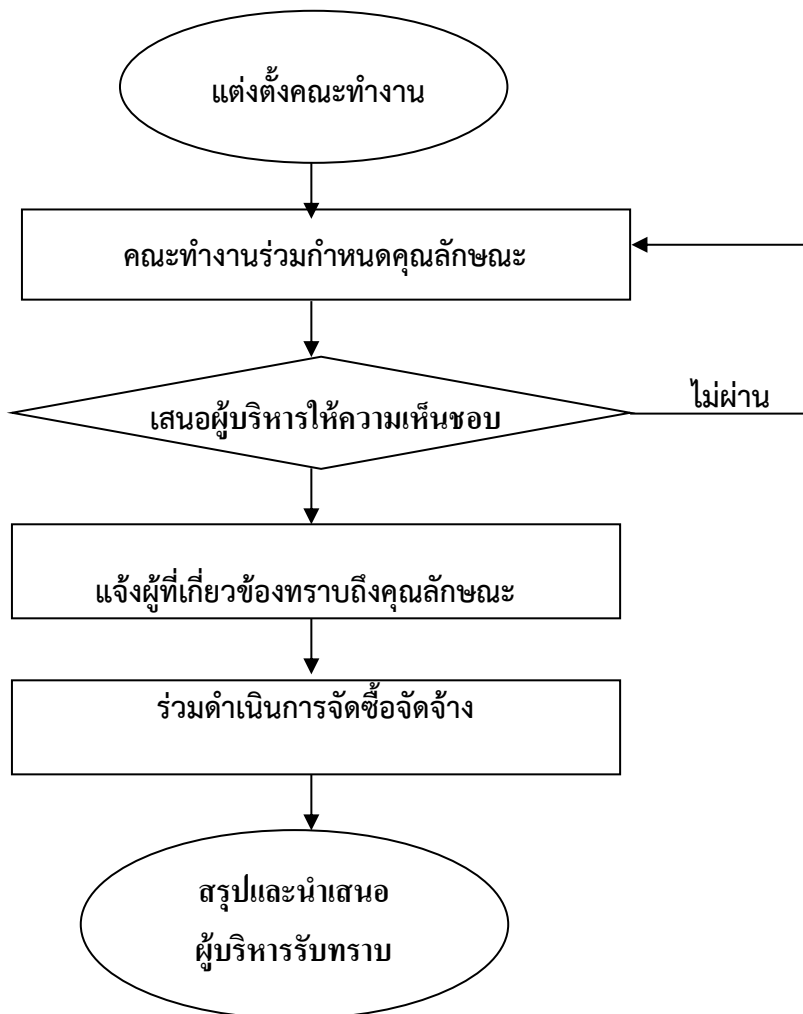 แต่งตั้งคณะทำงาน
คณะทำงานร่วมกำหนดคุณลักษณะ
เสนอผู้บริหารให้ความเห็นชอบ
ไม่ผ่าน
แจ้งผู้ที่เกี่ยวข้องทราบถึงคุณลักษณะ
ร่วมดำเนินการจัดซื้อจัดจ้าง
สรุปและนำเสนอ
ผู้บริหารรับทราบ